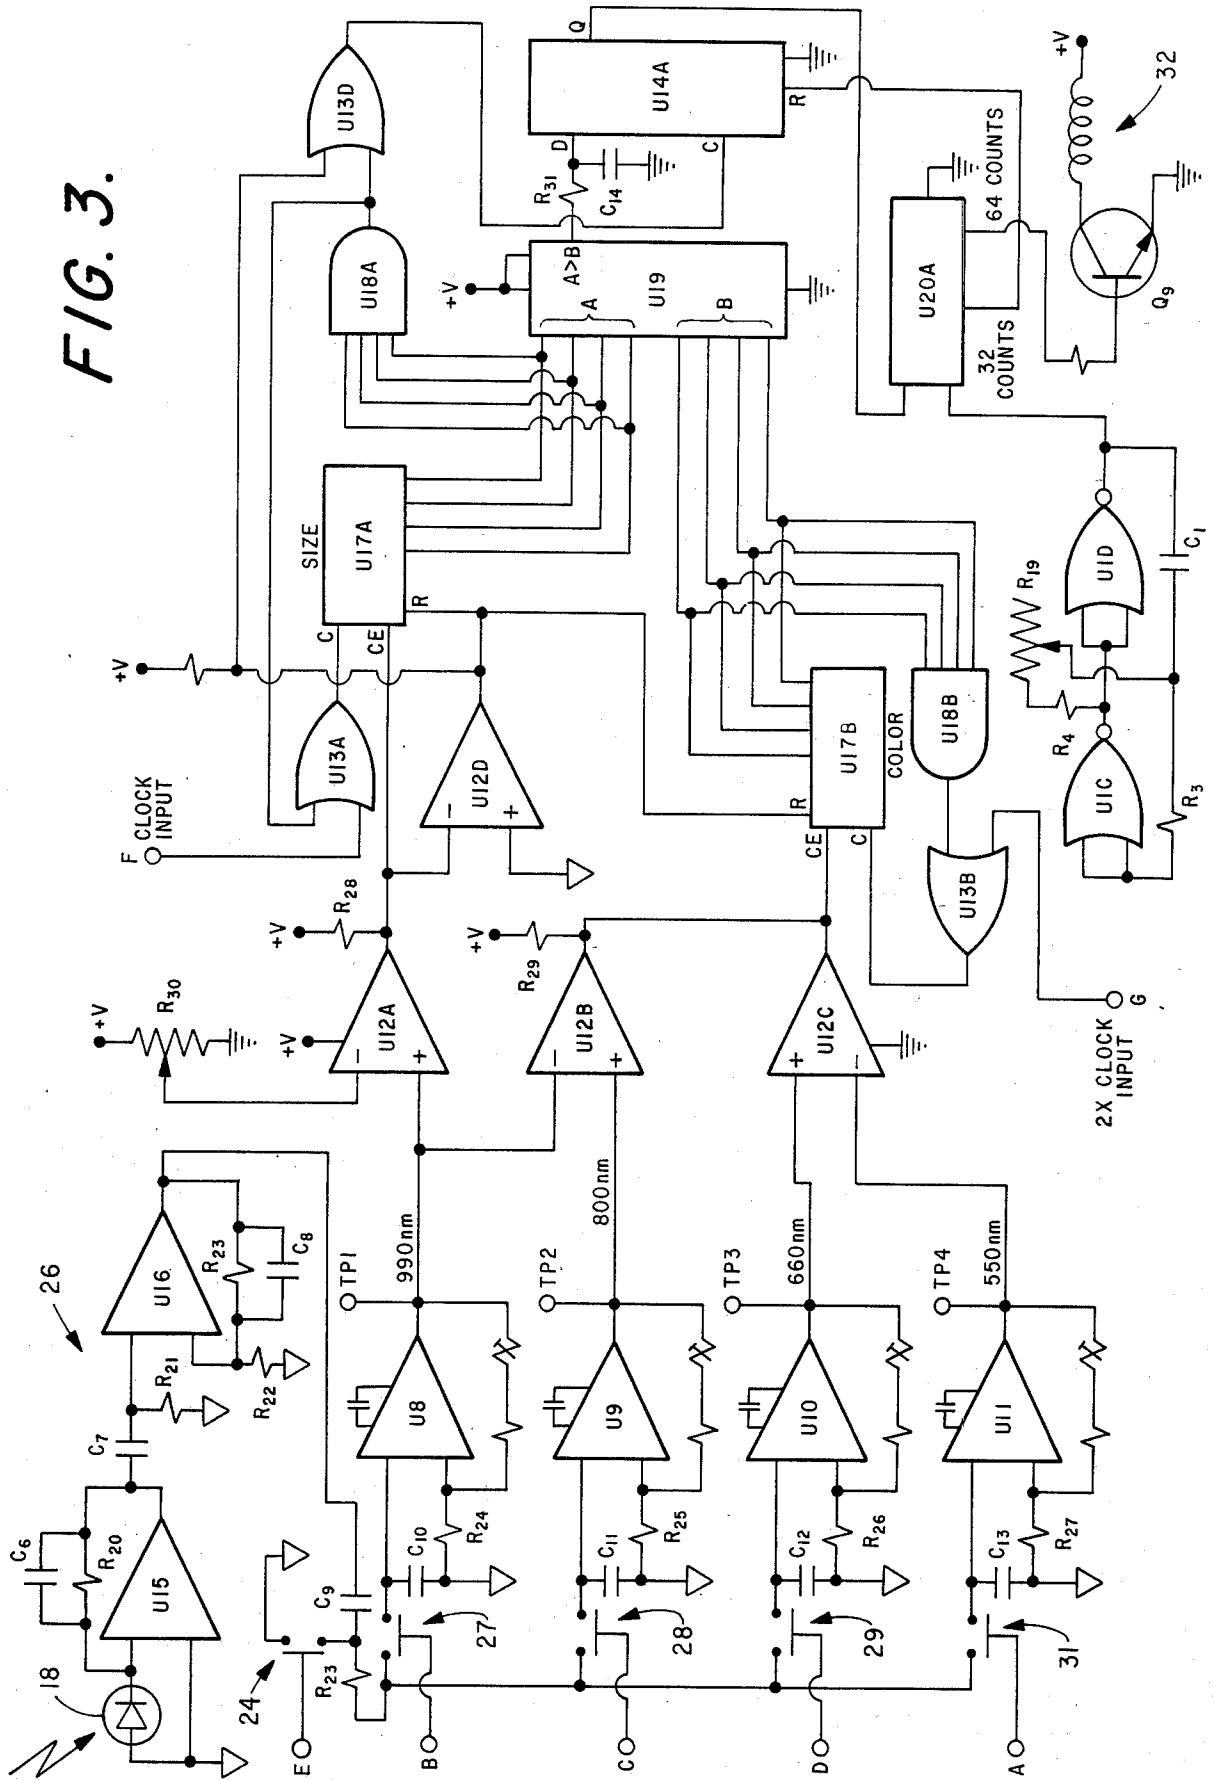 FIG. 3.
26
18
C6
R20
U15
C7
R21
U16
R22
R23
C8
24
E
R23
C9
27
B
C10
R24
U8
TP1
990nm
28
C
C11
R25
U9
TP2
800nm
29
D
C12
R26
U10
TP3
660nm
31
A
C13
R27
U11
TP4
550nm
+V
R30
+V
U12A
-
+
+V
R28
+V
R29
U12B
-
+
U12C
+
-
F
CLOCK
INPUT
U13A
U12D
-
+
+V
C
CE
R
SIZE
U17A
U18A
U13D
+V
A>B
A
U19
B
R31
C14
D
C
U14A
Q
R
CE
C
R
U17B
COLOR
U18B
U13B
2X CLOCK
INPUT
G
U1C
R3
R4
R19
U1D
C1
32
COUNTS
U20A
64 COUNTS
Q9
+V
32